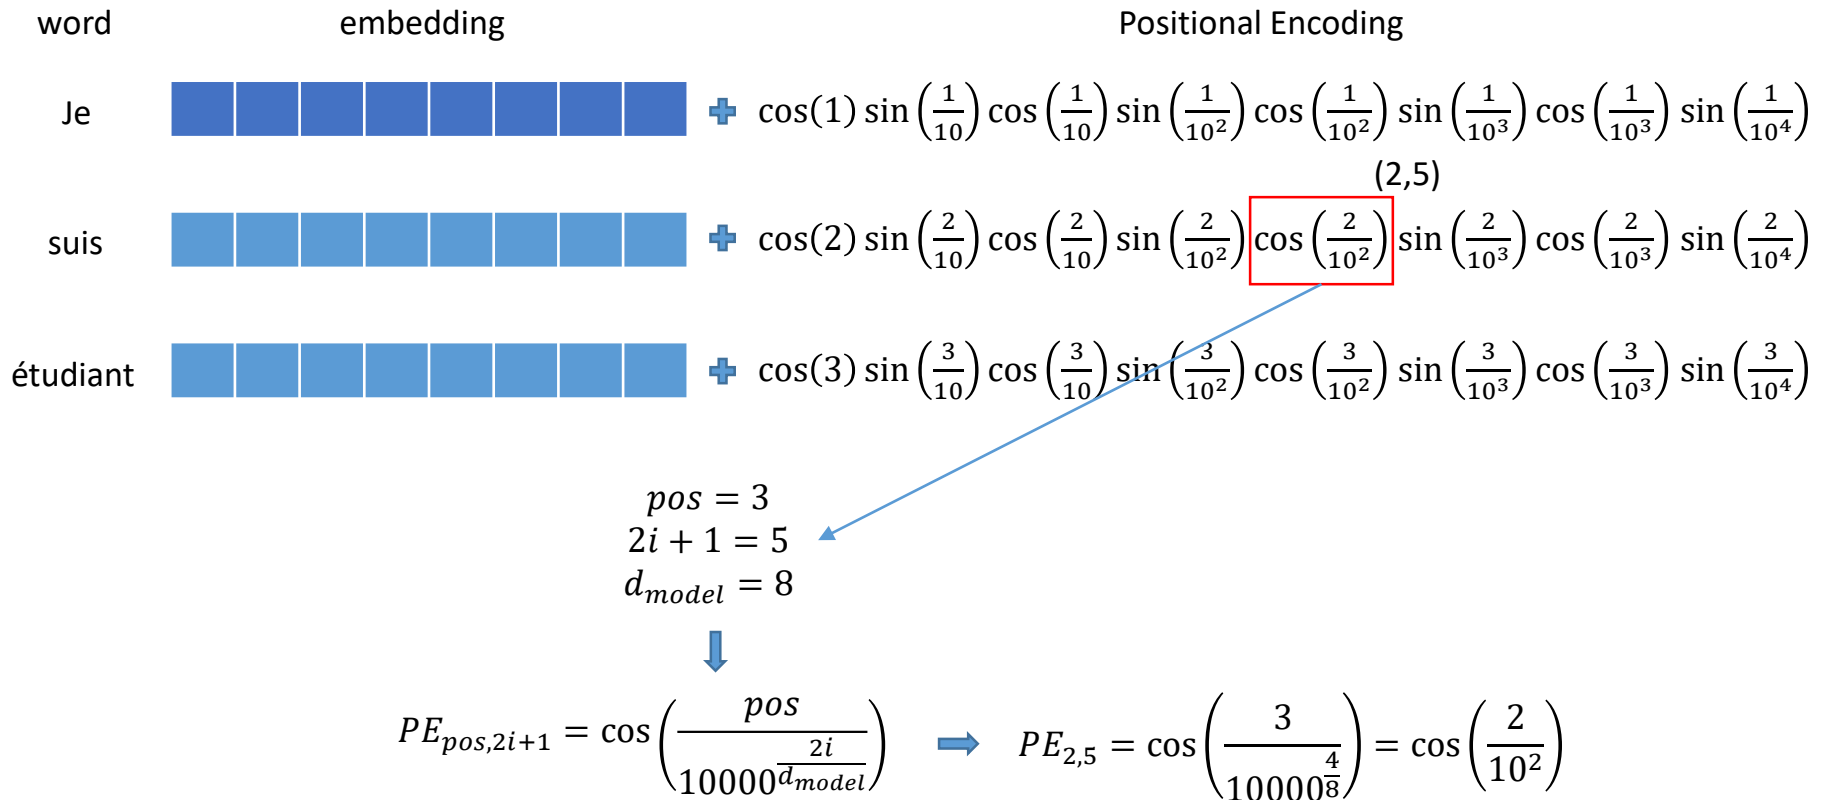 word embedding Positional Encoding
Je + cos(1) sin(1/10) cos(1/10) sin(1/10²) cos(1/10²) sin(1/10³) cos(1/10³) sin(1/10⁴)
(2,5)
suis + cos(2) sin(2/10) cos(2/10) sin(2/10²) cos(2/10²) sin(2/10³) cos(2/10³) sin(2/10⁴)
étudiant + cos(3) sin(3/10) cos(3/10) sin(3/10²) cos(3/10²) sin(3/10³) cos(3/10³) sin(3/10⁴)
pos = 3
2i + 1 = 5
d_model = 8
PE_{pos,2i+1} = cos(pos/10000^{2i/d_model}) PE_{2,5} = cos(3/10000^{4/8}) = cos(2/10²)